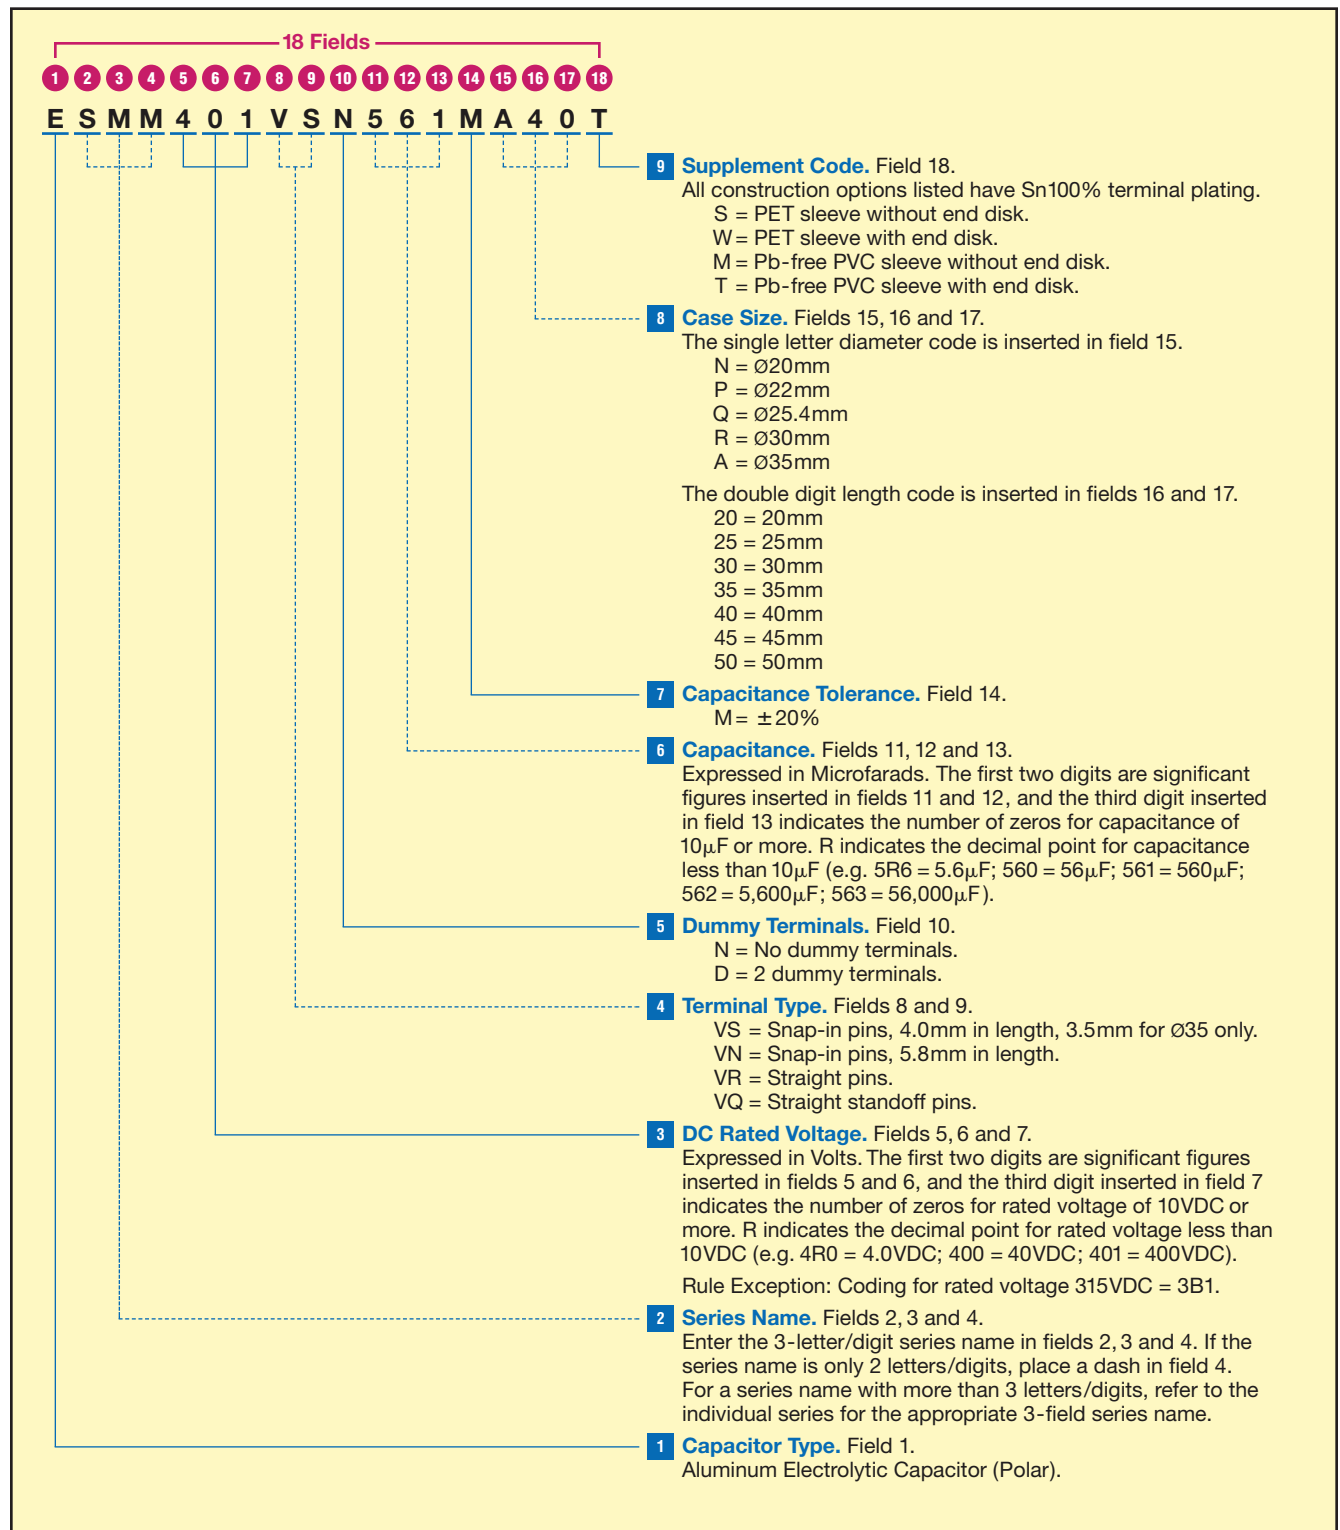 18 Fields
1 2 3 4 5 6 7 8 9 10 11 12 13 14 15 16 17 18
E S M M 4 0 1 V S N 5 6 1 M A 4 0 T
9 Supplement Code. Field 18.
All construction options listed have Sn100% terminal plating.
S = PET sleeve without end disk.
W = PET sleeve with end disk.
M = Pb-free PVC sleeve without end disk.
T = Pb-free PVC sleeve with end disk.
8 Case Size. Fields 15, 16 and 17.
The single letter diameter code is inserted in field 15.
N = Ø20mm
P = Ø22mm
Q = Ø25.4mm
R = Ø30mm
A = Ø35mm
The double digit length code is inserted in fields 16 and 17.
20 = 20mm
25 = 25mm
30 = 30mm
35 = 35mm
40 = 40mm
45 = 45mm
50 = 50mm
7 Capacitance Tolerance. Field 14.
M = ±20%
6 Capacitance. Fields 11, 12 and 13.
Expressed in Microfarads. The first two digits are significant
figures inserted in fields 11 and 12, and the third digit inserted
in field 13 indicates the number of zeros for capacitance of
10µF or more. R indicates the decimal point for capacitance
less than 10µF (e.g. 5R6 = 5.6µF; 560 = 56µF; 561 = 560µF;
562 = 5,600µF; 563 = 56,000µF).
5 Dummy Terminals. Field 10.
N = No dummy terminals.
D = 2 dummy terminals.
4 Terminal Type. Fields 8 and 9.
VS = Snap-in pins, 4.0mm in length, 3.5mm for Ø35 only.
VN = Snap-in pins, 5.8mm in length.
VR = Straight pins.
VQ = Straight standoff pins.
3 DC Rated Voltage. Fields 5, 6 and 7.
Expressed in Volts. The first two digits are significant figures
inserted in fields 5 and 6, and the third digit inserted in field 7
indicates the number of zeros for rated voltage of 10VDC or
more. R indicates the decimal point for rated voltage less than
10VDC (e.g. 4R0 = 4.0VDC; 400 = 40VDC; 401 = 400VDC).
Rule Exception: Coding for rated voltage 315VDC = 3B1.
2 Series Name. Fields 2, 3 and 4.
Enter the 3-letter/digit series name in fields 2, 3 and 4. If the
series name is only 2 letters/digits, place a dash in field 4.
For a series name with more than 3 letters/digits, refer to the
individual series for the appropriate 3-field series name.
1 Capacitor Type. Field 1.
Aluminum Electrolytic Capacitor (Polar).